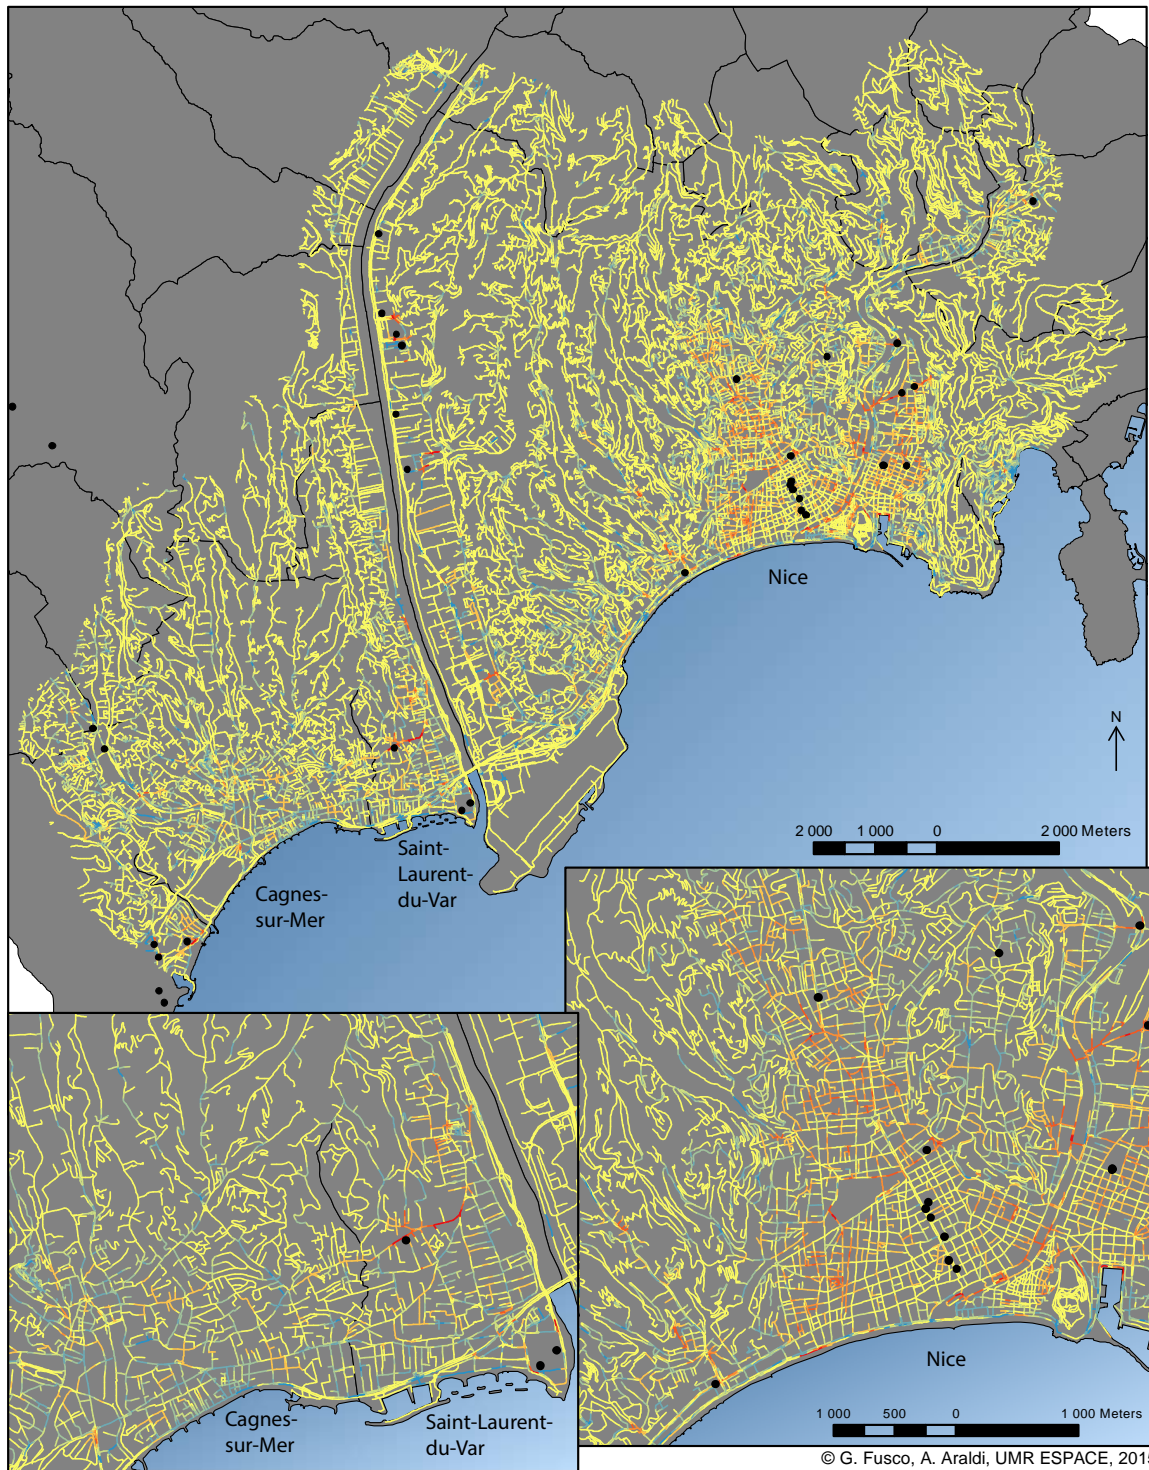 Nice
N
2 000 1 000 0 2 000 Meters
Saint-
Laurent-
du-Var
Cagnes-
sur-Mer
Nice
Cagnes-
sur-Mer
Saint-Laurent-
du-Var
1 000 500 0 1 000 Meters
© G. Fusco, A. Araldi, UMR ESPACE, 2015